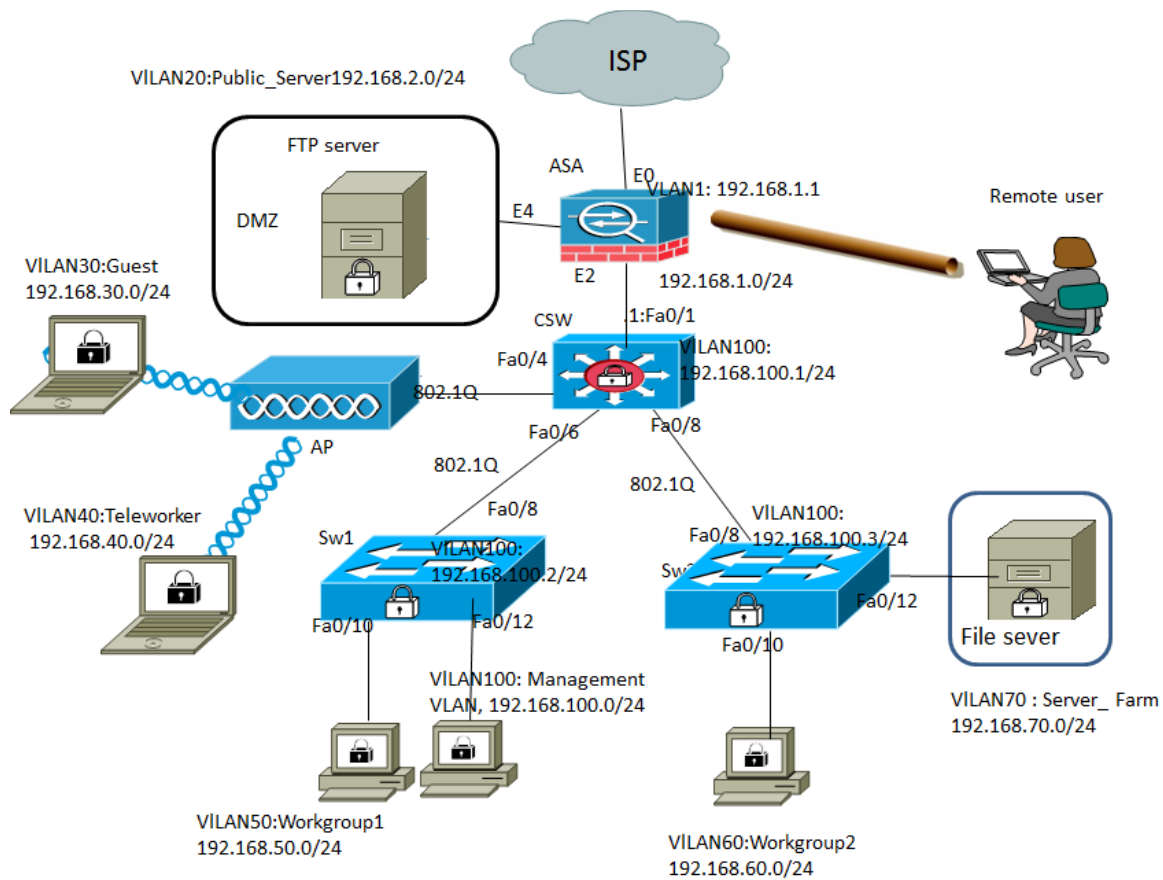 ISP
VlLAN20:Public_Server192.168.2.0/24
FTP server
ASA
E0
VLAN1: 192.168.1.1
Remote user
DMZ
E4
VlLAN30:Guest
192.168.30.0/24
E2
192.168.1.0/24
CSW
.1:Fa0/1
Fa0/4
VlLAN100:
192.168.100.1/24
802.1Q
AP
Fa0/6
Fa0/8
802.1Q
802.1Q
VlLAN40:Teleworker
192.168.40.0/24
Fa0/8
Sw1
VlLAN100:
192.168.100.2/24
Fa0/8
VlLAN100:
192.168.100.3/24
Fa0/10
Fa0/12
Fa0/12
Fa0/10
File sever
VlLAN100: Management
VLAN, 192.168.100.0/24
VlLAN70 : Server_ Farm
192.168.70.0/24
VlLAN50:Workgroup1
192.168.50.0/24
VlLAN60:Workgroup2
192.168.60.0/24